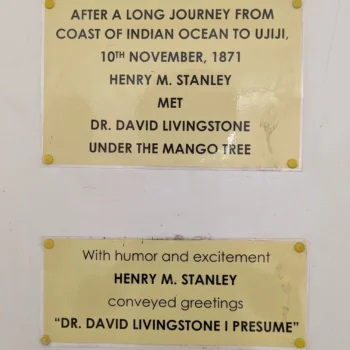 AFTER A LONG JOURNEY FROM
COAST OF INDIAN OCEAN TO UJIJI,
10TH NOVEMBER, 1871
HENRY M. STANLEY
MET
DR. DAVID LIVINGSTONE
UNDER THE MANGO TREE
With humor and excitement
HENRY M. STANLEY
conveyed greetings
"DR. DAVID LIVINGSTONE I PRESUME"